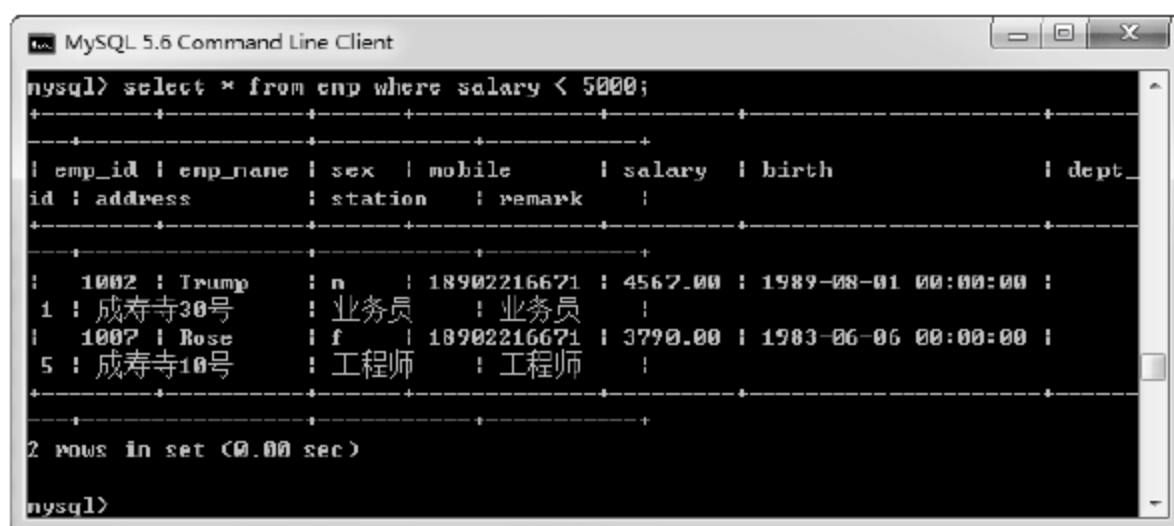 MySQL 5.6 Command Line Client
mysql> select * from emp where salary < 5000;
+--------+----------+------+-------------+---------+---------------------+------
---+--------------+----------+----------+
| emp_id | emp_name | sex | mobile | salary | birth | dept_
id | address | station | remark |
+--------+----------+------+-------------+---------+---------------------+------
---+--------------+----------+----------+
| 1002 | Trump | m | 18902216671 | 4567.00 | 1989-08-01 00:00:00 |
1 | 成寿寺30号 | 业务员 | 业务员 |
| 1007 | Rose | f | 18902216671 | 3790.00 | 1983-06-06 00:00:00 |
5 | 成寿寺10号 | 工程师 | 工程师 |
+--------+----------+------+-------------+---------+---------------------+------
---+--------------+----------+----------+
2 rows in set (0.00 sec)
mysql>